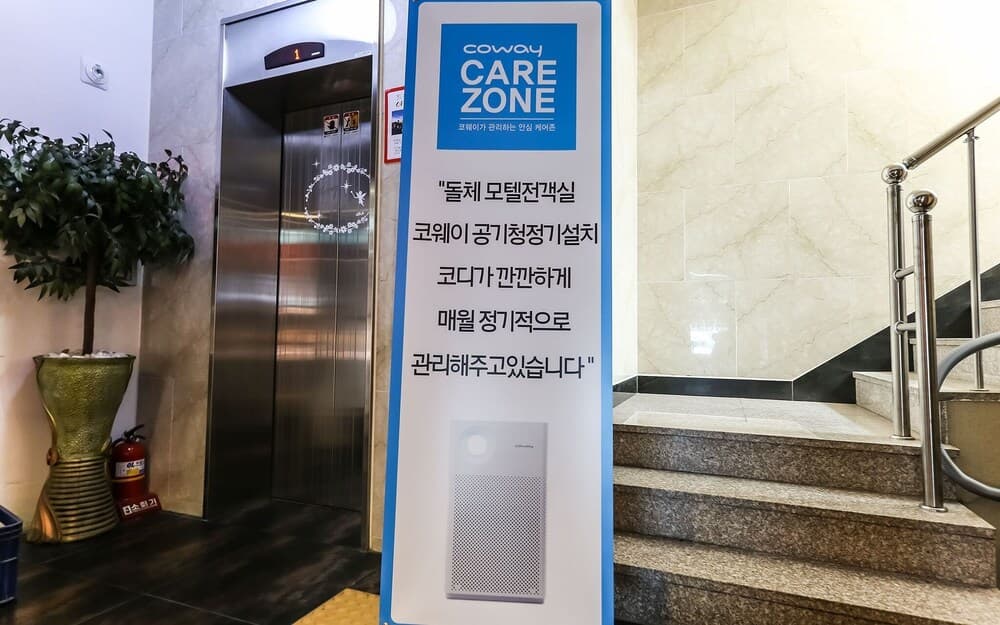 1
coway
CARE
ZONE
코웨이가 관리하는 안심 케어존
"돌체 모텔전객실
코웨이 공기청정기설치
코디가 깐깐하게
매월 정기적으로
관리해주고있습니다"
소화기